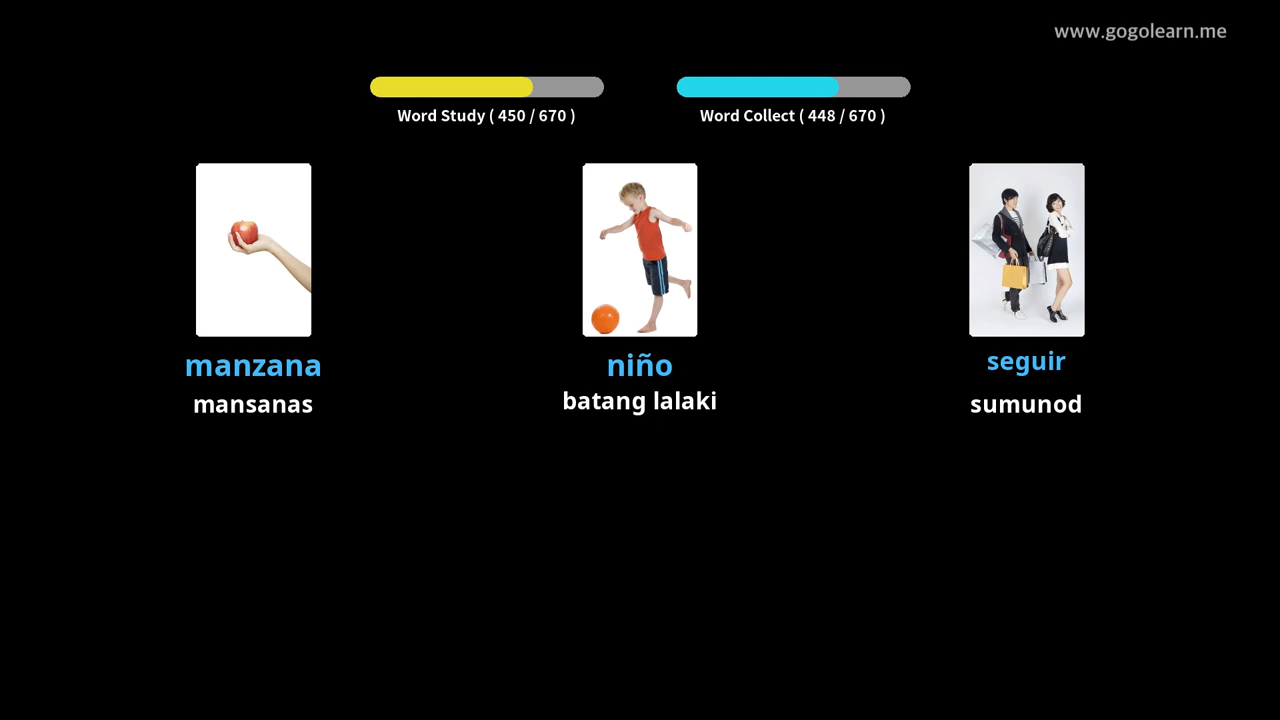 www.gogolearn.me
Word Study ( 450 / 670 )
Word Collect ( 448 / 670 )
manzana
mansanas
niño
batang lalaki
seguir
sumunod